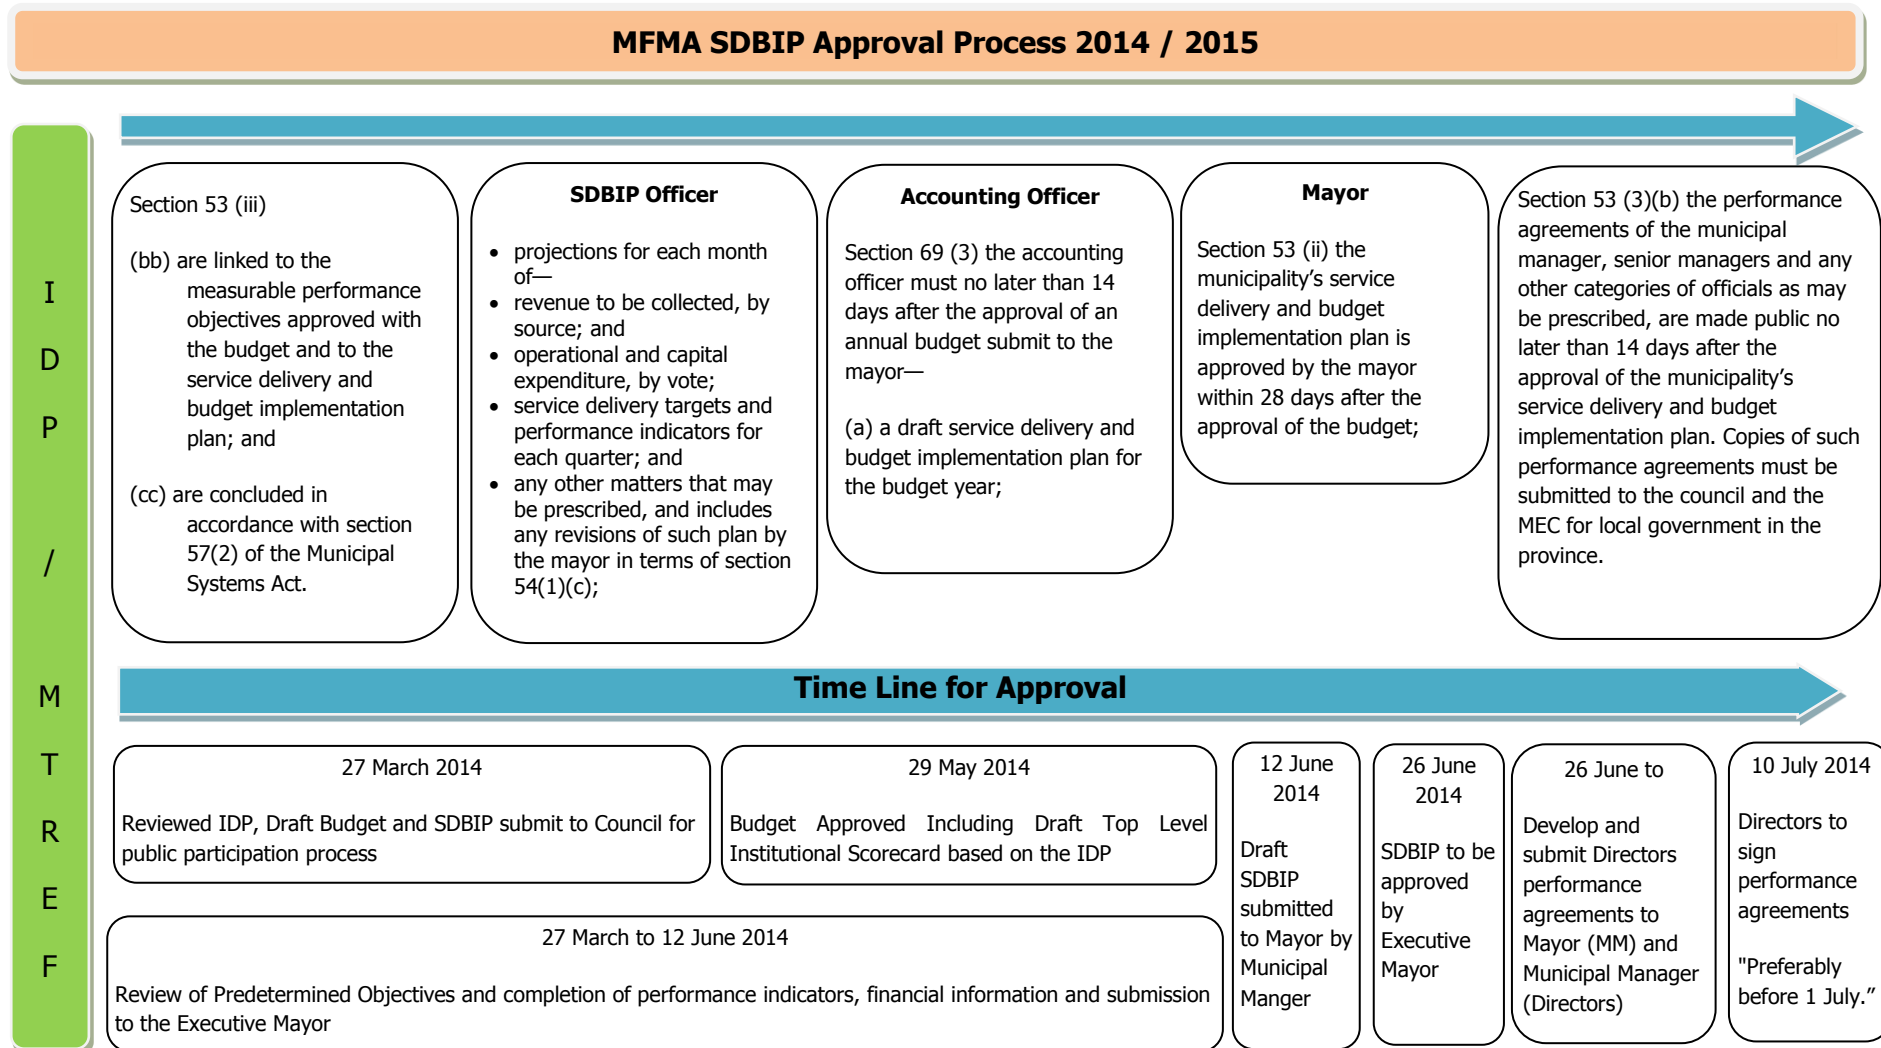 MFMA SDBIP Approval Process 2014 / 2015
I
D
P
/
M
T
R
E
F
Section 53 (iii)
(bb) are linked to the
measurable performance
objectives approved with
the budget and to the
service delivery and
budget implementation
plan; and
(cc) are concluded in
accordance with section
57(2) of the Municipal
Systems Act.
SDBIP Officer
• projections for each month
of—
• revenue to be collected, by
source; and
• operational and capital
expenditure, by vote;
• service delivery targets and
performance indicators for
each quarter; and
• any other matters that may
be prescribed, and includes
any revisions of such plan by
the mayor in terms of section
54(1)(c);
Accounting Officer
Section 69 (3) the accounting
officer must no later than 14
days after the approval of an
annual budget submit to the
mayor—
(a) a draft service delivery and
budget implementation plan for
the budget year;
Mayor
Section 53 (ii) the
municipality’s service
delivery and budget
implementation plan is
approved by the mayor
within 28 days after the
approval of the budget;
Section 53 (3)(b) the performance
agreements of the municipal
manager, senior managers and any
other categories of officials as may
be prescribed, are made public no
later than 14 days after the
approval of the municipality’s
service delivery and budget
implementation plan. Copies of such
performance agreements must be
submitted to the council and the
MEC for local government in the
province.
Time Line for Approval
27 March 2014
Reviewed IDP, Draft Budget and SDBIP submit to Council for
public participation process
29 May 2014
Budget Approved Including Draft Top Level
Institutional Scorecard based on the IDP
27 March to 12 June 2014
Review of Predetermined Objectives and completion of performance indicators, financial information and submission
to the Executive Mayor
12 June
2014
Draft
SDBIP
submitted
to Mayor by
Municipal
Manger
26 June
2014
SDBIP to be
approved
by
Executive
Mayor
26 June to
Develop and
submit Directors
performance
agreements to
Mayor (MM) and
Municipal Manager
(Directors)
10 July 2014
Directors to
sign
performance
agreements
"Preferably
before 1 July.”